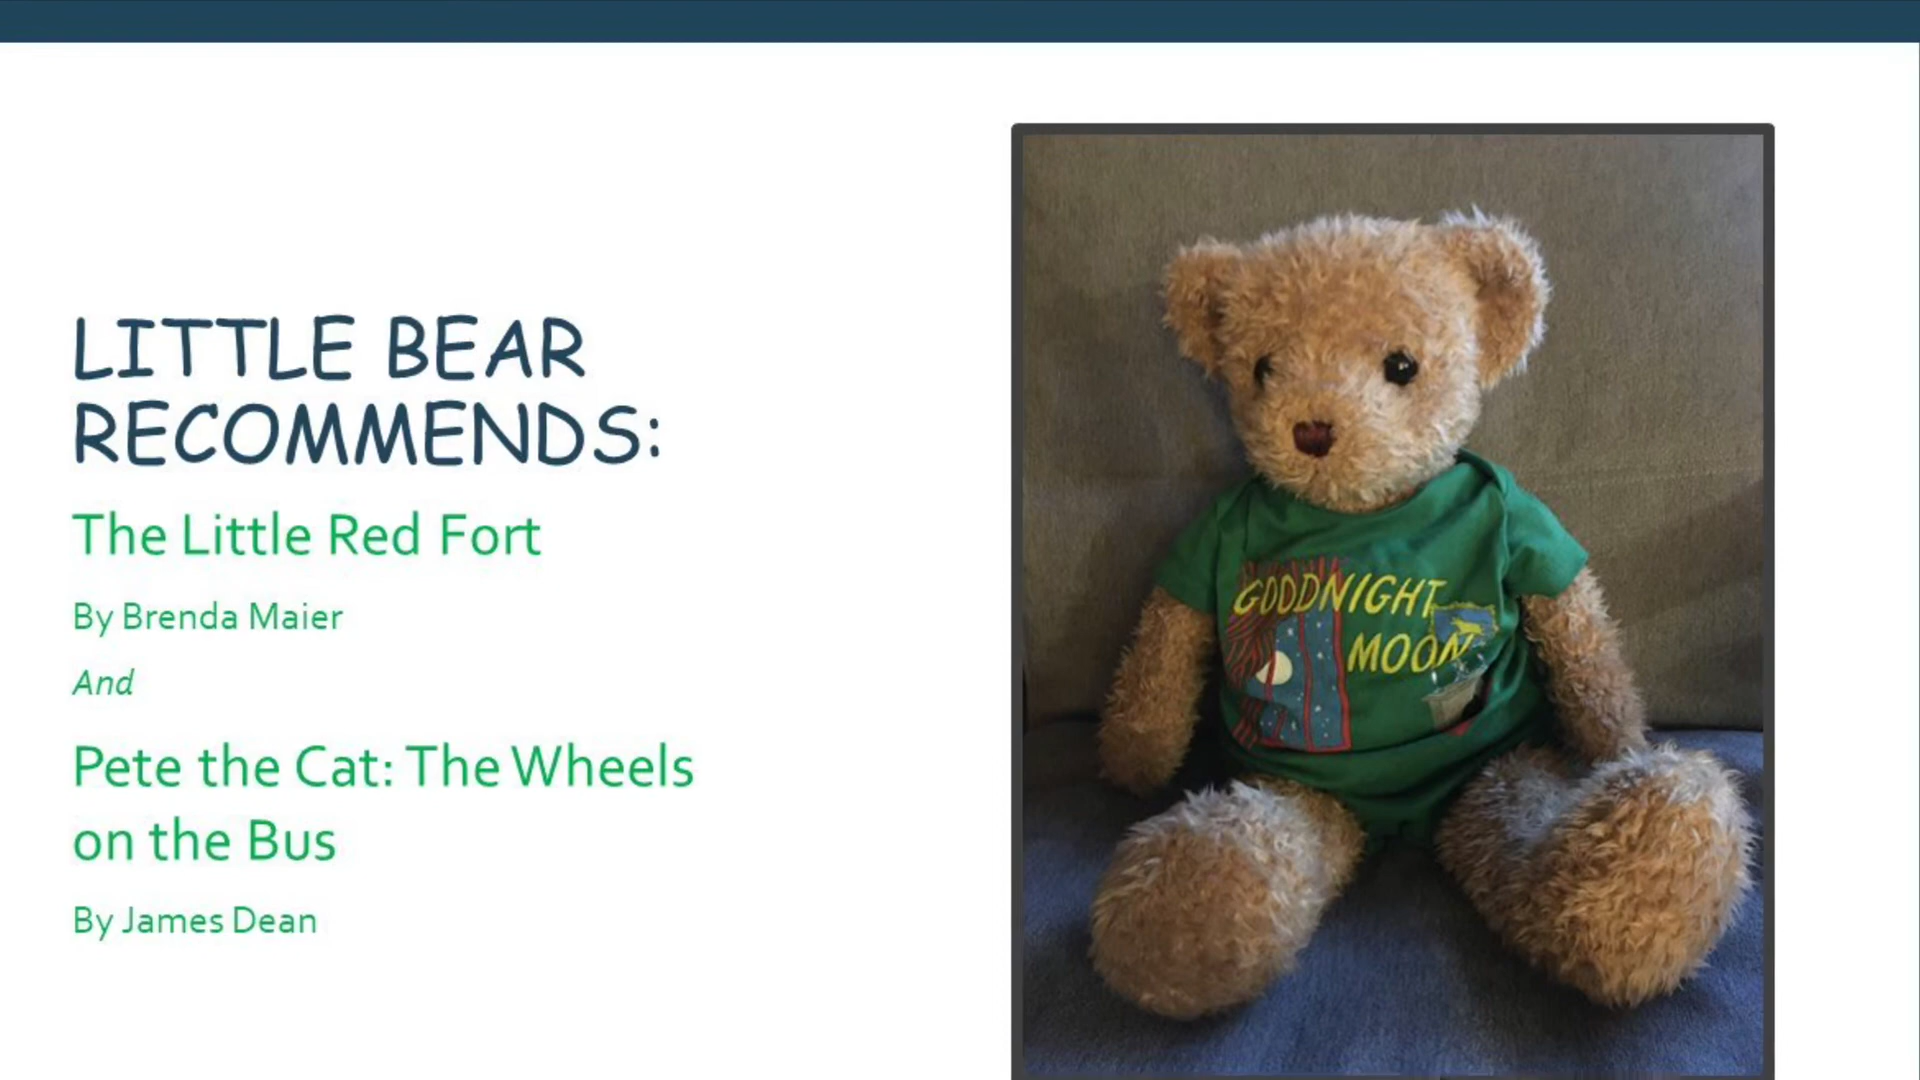 LITTLE BEAR
RECOMMENDS:
The Little Red Fort
By Brenda Maier
And
Pete the Cat: The Wheels
on the Bus
By James Dean
GOODNIGHT
MOON